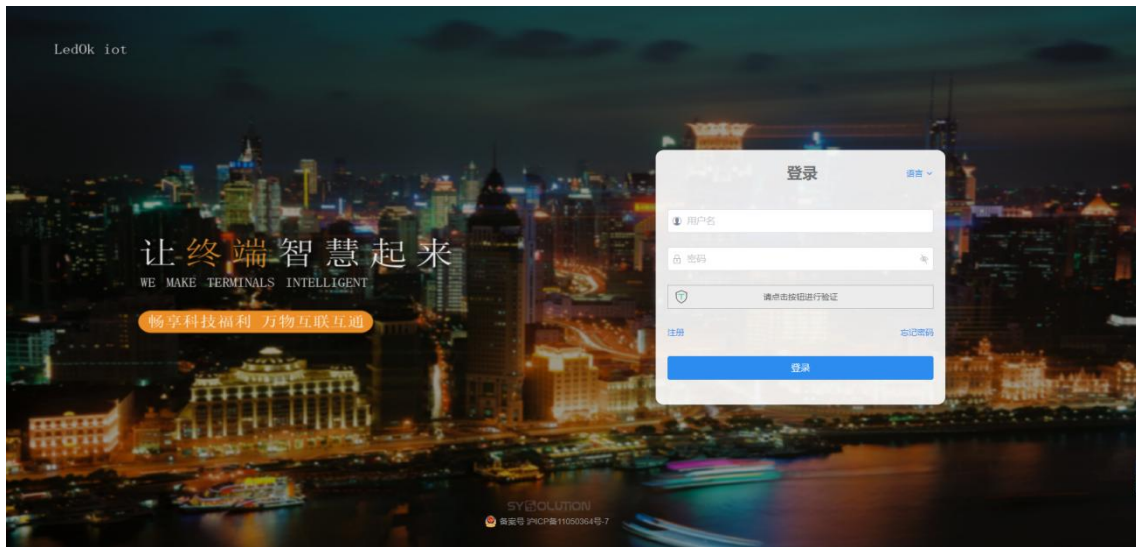 LedOk iot
让终端智慧起来
WE MAKE TERMINALS INTELLIGENT
畅享科技福利 万物互联互通
登录
语言
用户名
密码
请点击按钮进行验证
注册
忘记密码
登录
SYSOLUTION
备案号 沪ICP备11050364号-7